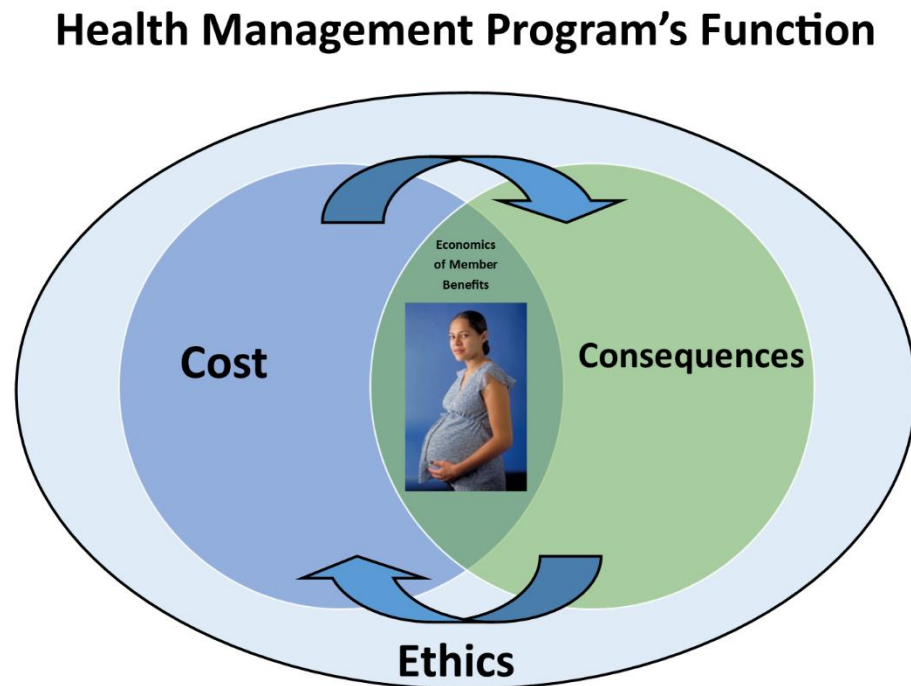 Health Management Program's Function
Economics
of Member
Benefits
Cost
Consequences
Ethics